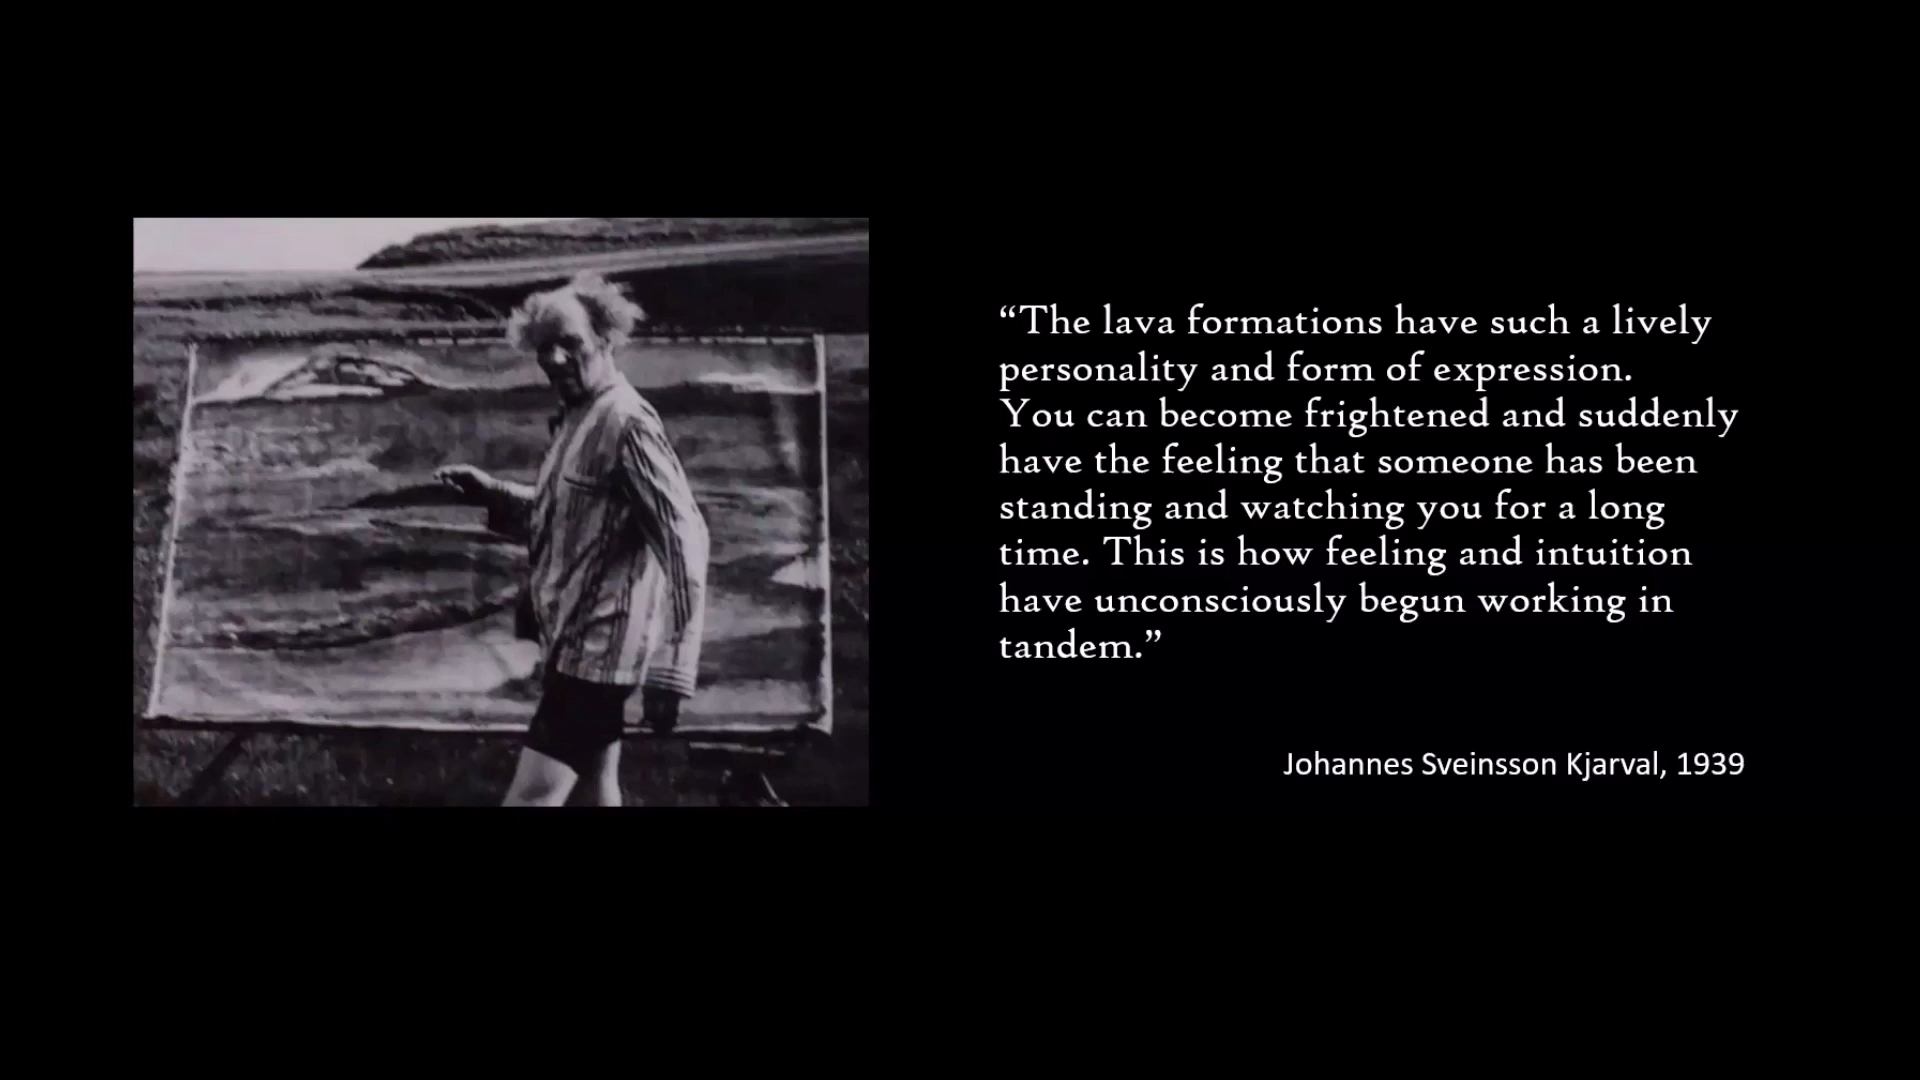 “The lava formations have such a lively
personality and form of expression.
You can become frightened and suddenly
have the feeling that someone has been
standing and watching you for a long
time. This is how feeling and intuition
have unconsciously begun working in
tandem.”
Johannes Sveinsson Kjarval, 1939